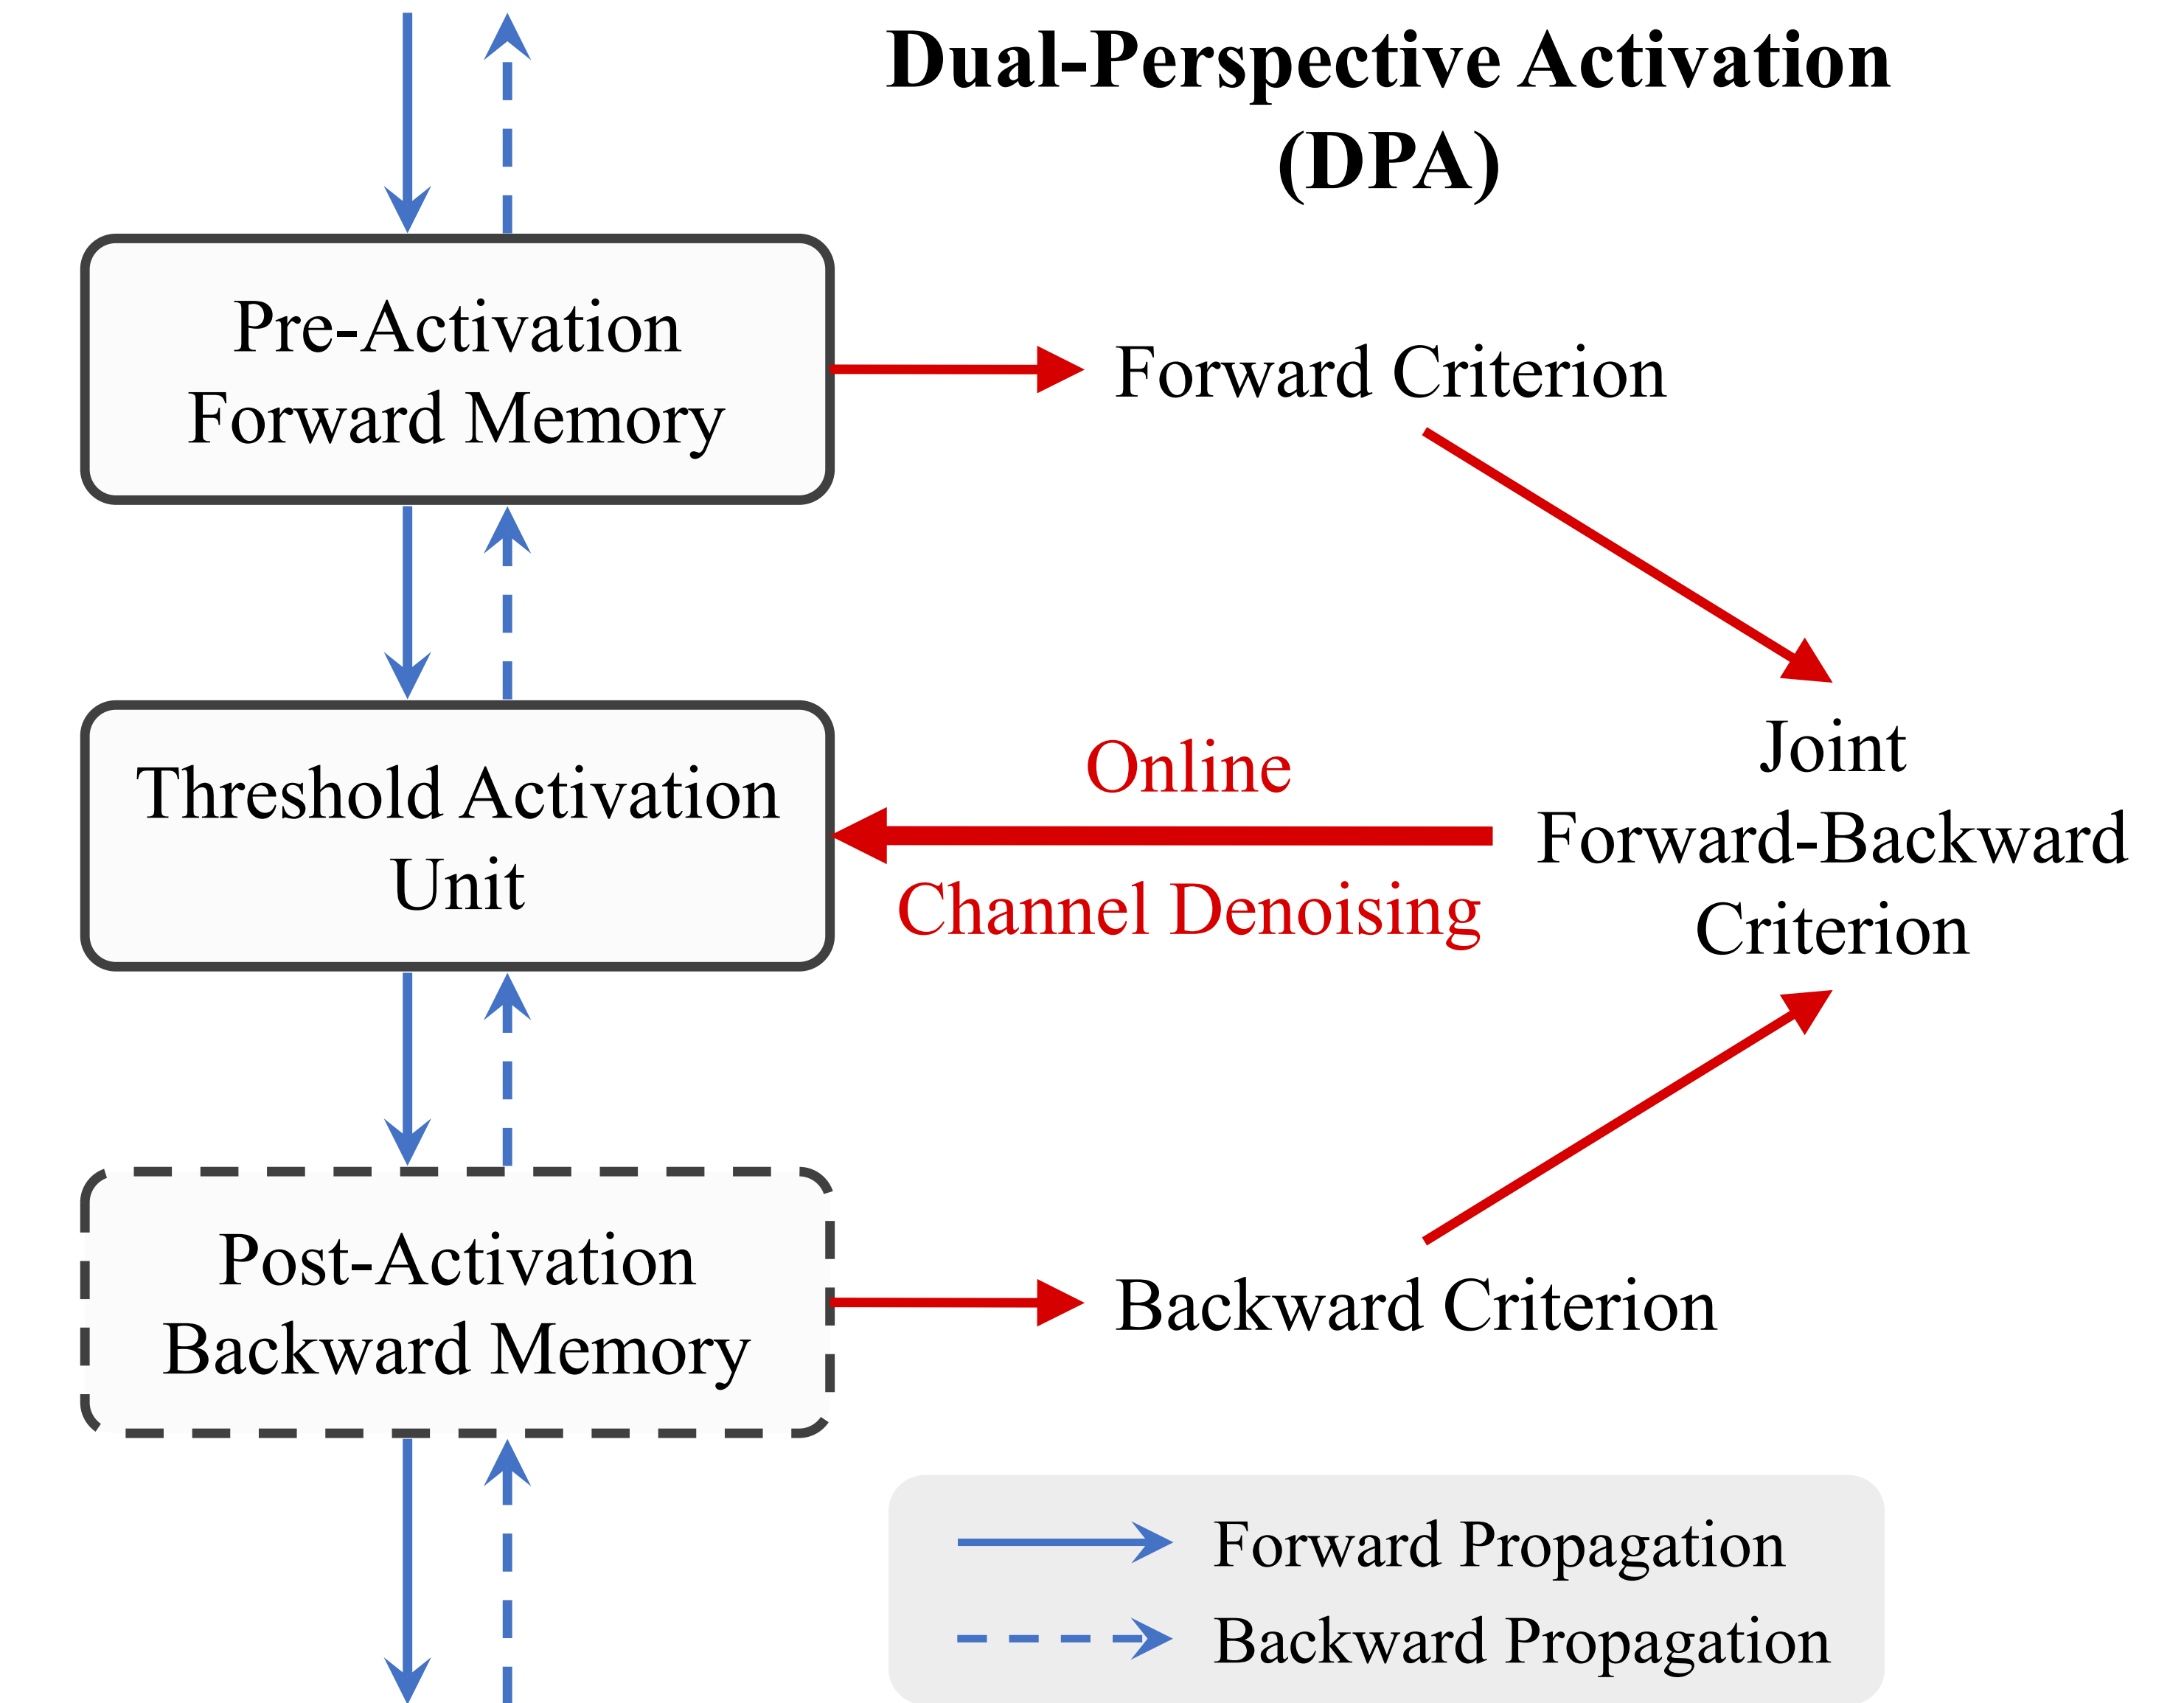 Dual-Perspective Activation
(DPA)
Pre-Activation
Forward Memory
Forward Criterion
Threshold Activation
Unit
Online
Channel Denoising
Joint
Forward-Backward
Criterion
Post-Activation
Backward Memory
Backward Criterion
Forward Propagation
Backward Propagation